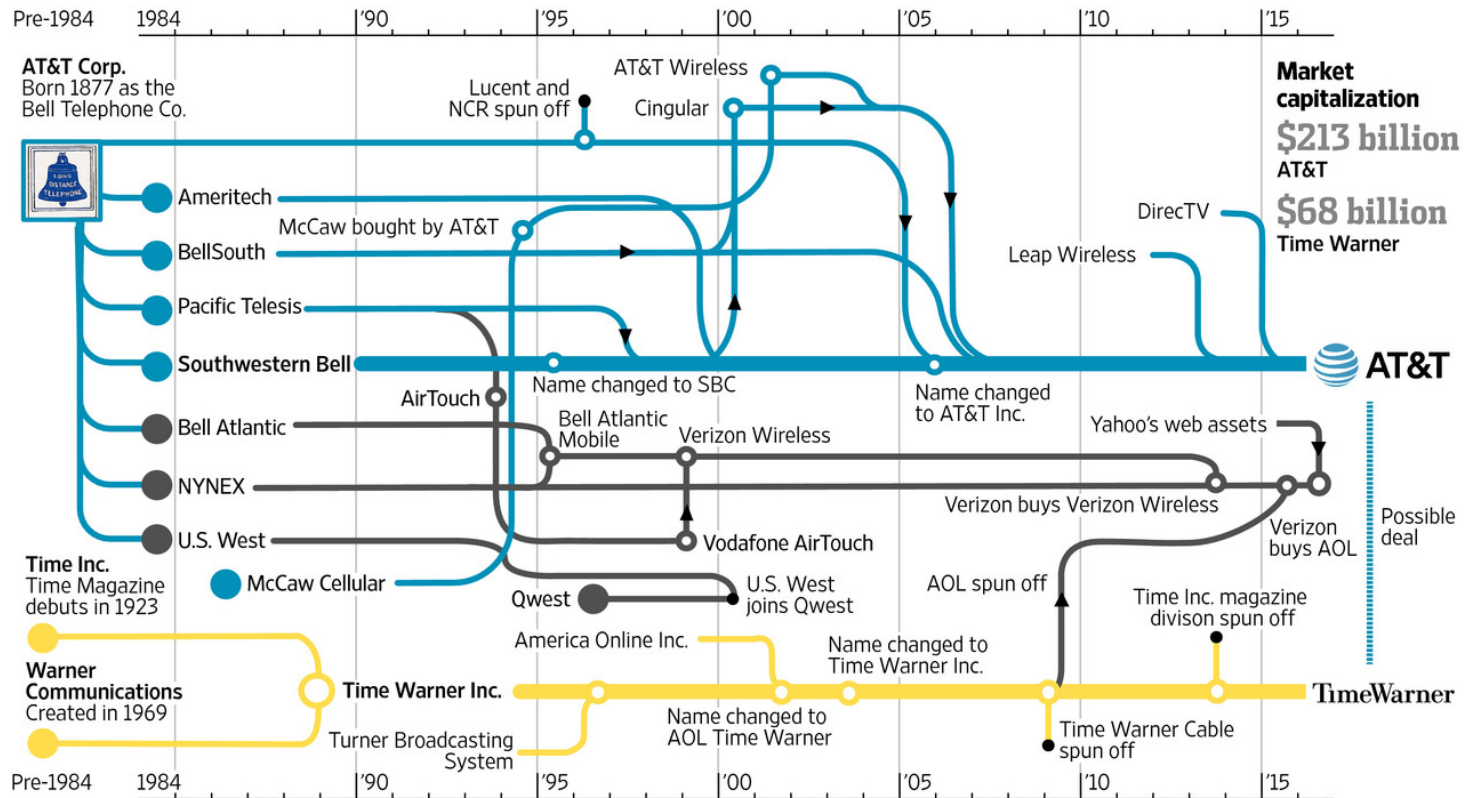 Pre-1984 1984 '90 '95 '00 '05 '10 '15
AT&T Corp.
Born 1877 as the
Bell Telephone Co.
LONG
DISTANCE
TELEPHONE
Lucent and
NCR spun off
AT&T Wireless
Cingular
Market
capitalization
$213 billion
AT&T
$68 billion
Time Warner
Ameritech
McCaw bought by AT&T
BellSouth
DirecTV
Leap Wireless
Pacific Telesis
Southwestern Bell
Name changed to SBC
Name changed
to AT&T Inc.
AT&T
AirTouch
Bell Atlantic
Bell Atlantic
Mobile
Verizon Wireless
Yahoo's web assets
NYNEX
Verizon buys Verizon Wireless
Verizon
buys AOL
Possible
deal
U.S. West
Vodafone AirTouch
McCaw Cellular
Qwest
U.S. West
joins Qwest
AOL spun off
Time Inc.
Time Magazine
debuts in 1923
America Online Inc.
Name changed to
Time Warner Inc.
Time Inc. magazine
divison spun off
Warner
Communications
Created in 1969
Time Warner Inc.
TimeWarner
Name changed to
AOL Time Warner
Turner Broadcasting
System
Time Warner Cable
spun off
Pre-1984 1984 '90 '95 '00 '05 '10 '15